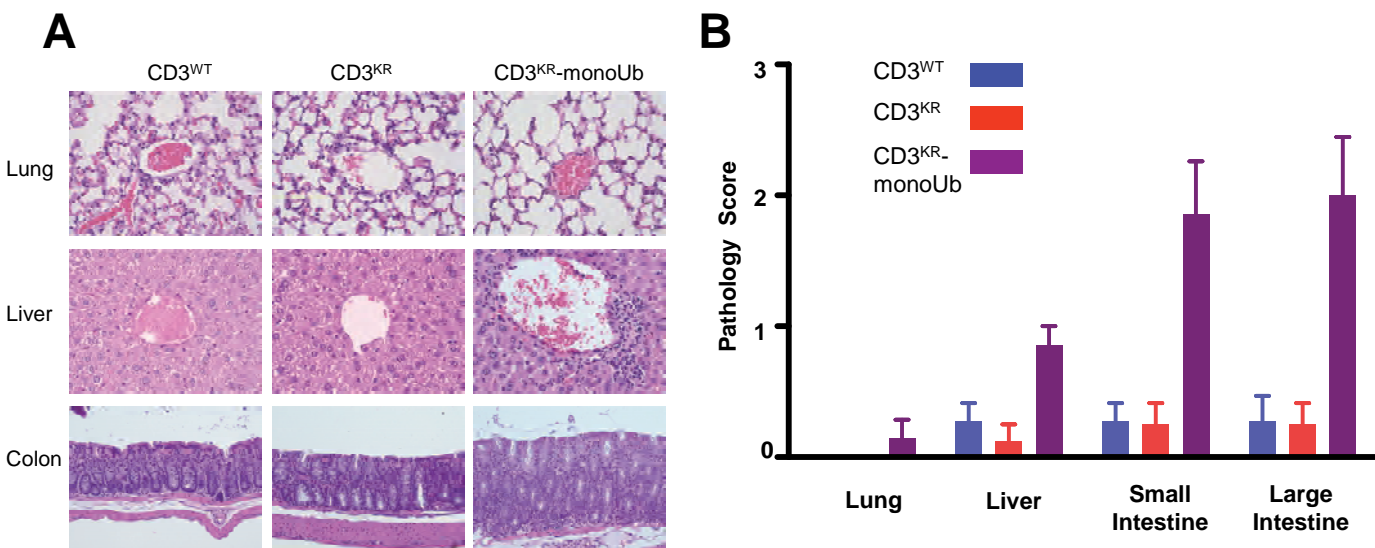 A
CD3WT
CD3KR
CD3KR-monoUb
Lung
Liver
Colon
B
3
2
1
0
Pathology Score
CD3WT
CD3KR
CD3KR-
monoUb
Lung
Liver
Small
Intestine
Large
Intestine